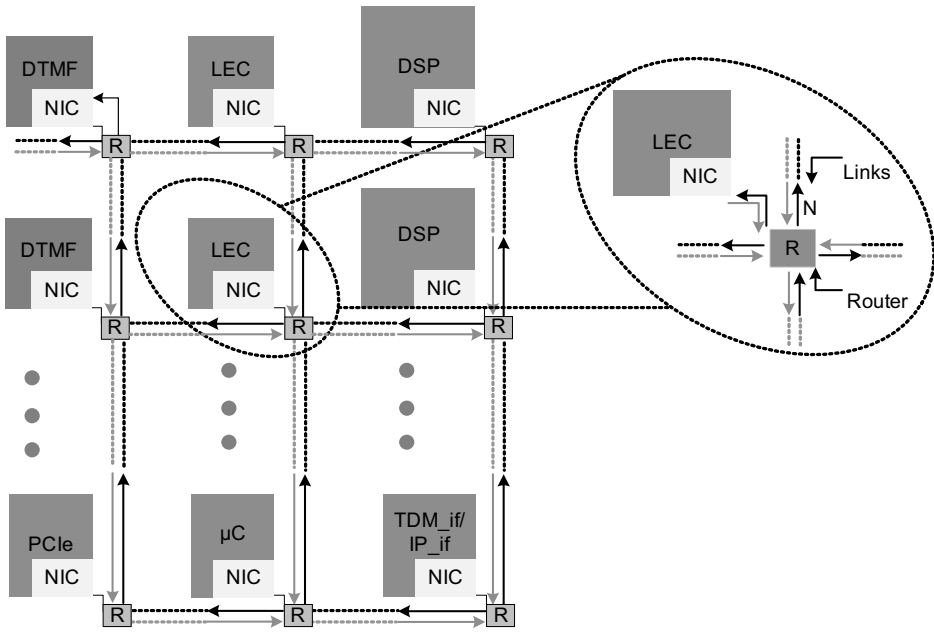 DTMF
NIC
LEC
NIC
DSP
NIC
R
R
R
DTMF
NIC
LEC
NIC
DSP
NIC
R
R
R
PCIe
NIC
µC
NIC
TDM_if/
IP_if
NIC
R
R
R
LEC
NIC
Links
N
R
Router